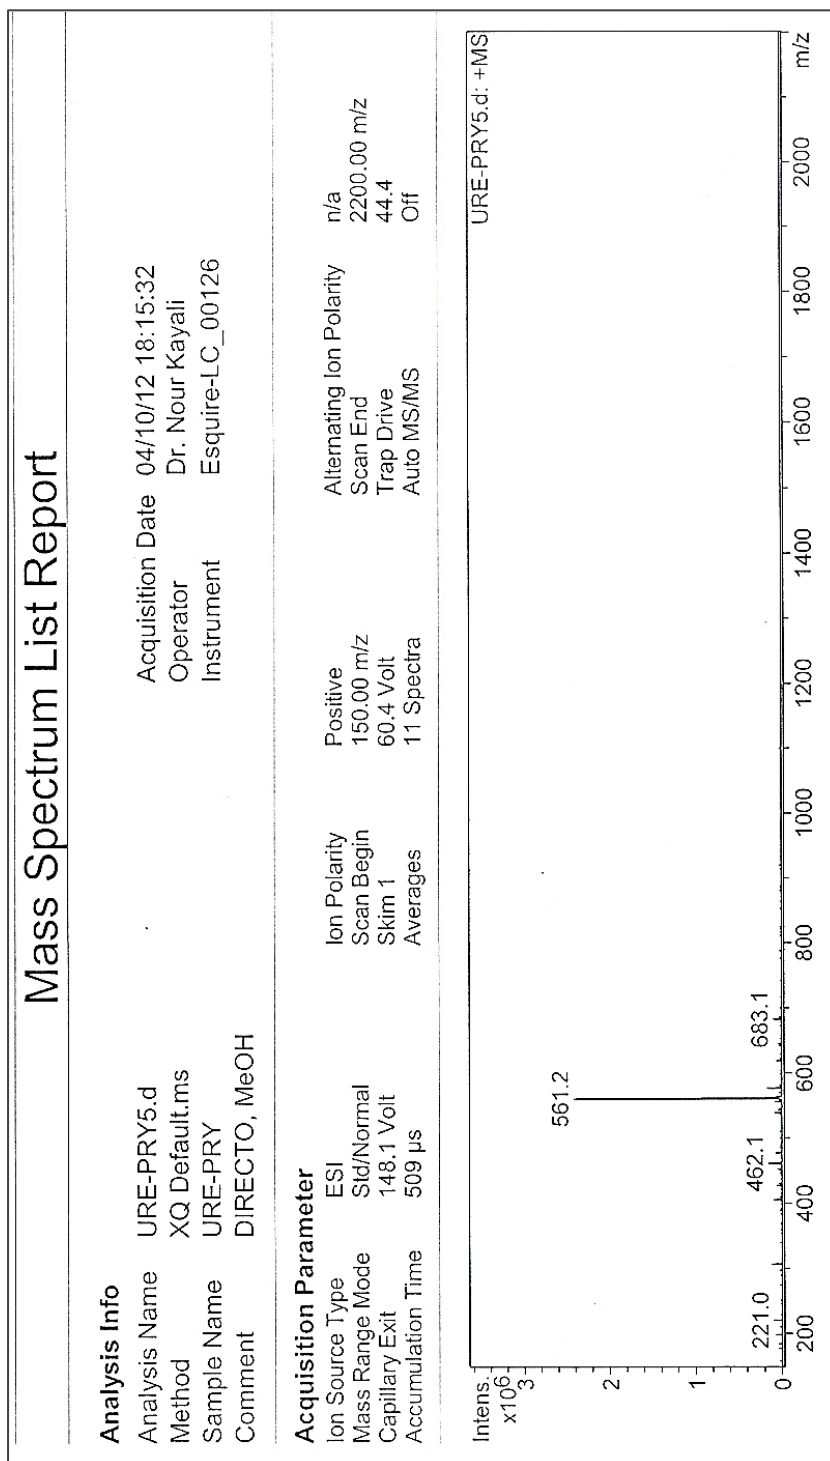 Mass Spectrum List Report
Analysis Info
Analysis Name URE-PRY5.d Acquisition Date 04/10/12 18:15:32
Method XQ Default.ms Operator Dr. Nour Kayali
Sample Name URE-PRY Instrument Esquire-LC_00126
Comment DIRECTO, MeOH
Acquisition Parameter
Ion Source Type ESI Ion Polarity Positive Alternating Ion Polarity n/a
Mass Range Mode Std/Normal Scan Begin 150.00 m/z Scan End 2200.00 m/z
Capillary Exit 148.1 Volt Skim 1 60.4 Volt Trap Drive 44.4
Accumulation Time 509 µs Averages 11 Spectra Auto MS/MS Off
Intens.
x10⁶
URE-PRY5.d: +MS
3
561.2
2
1
221.0 462.1 683.1
0
200 400 600 800 1000 1200 1400 1600 1800 2000 m/z